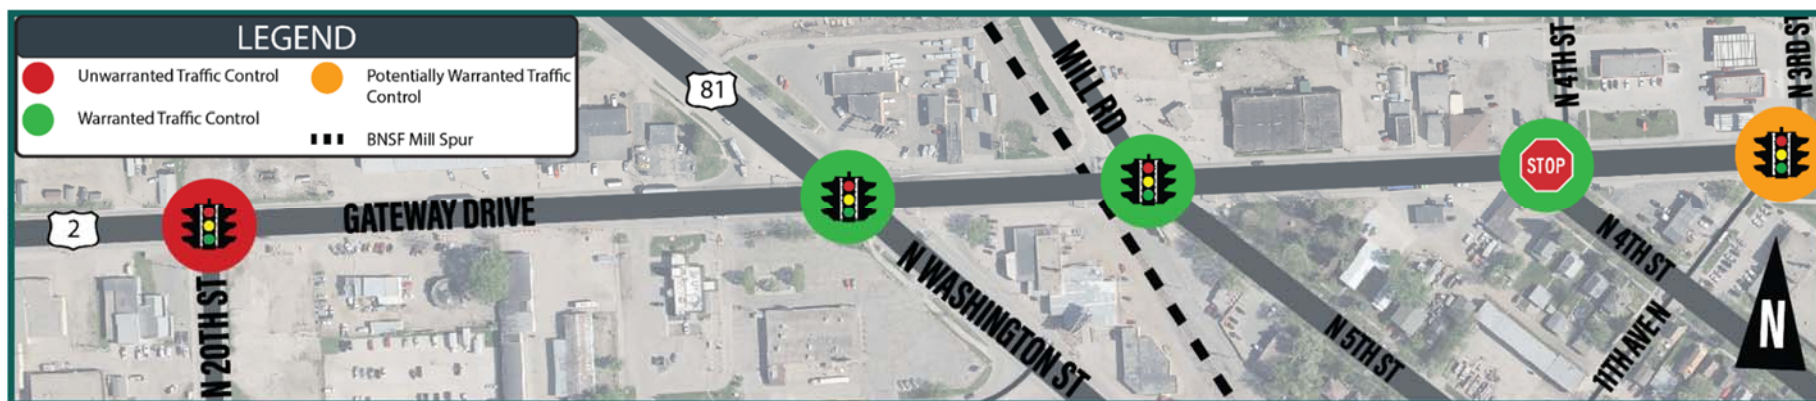 LEGEND
Unwarranted Traffic Control
Warranted Traffic Control
Potentially Warranted Traffic
Control
BNSF Mill Spur
81
MILL RD
N 4TH ST
N 3RD ST
STOP
2
GATEWAY DRIVE
N 20TH ST
N WASHINGTON ST
N 5TH ST
N 4TH ST
11TH AVE N
N